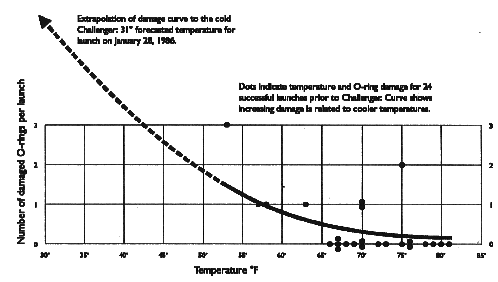 Extrapolation of damage curve to the cold
Challenger: 31° forecasted temperature for
launch on January 28, 1986.
Dots indicate temperature and O-ring damage for 24
successful launches prior to Challenger. Curve shows
increasing damage is related to cooler temperatures.
Number of damaged O-rings per launch
3 3
2 2
1 1
0 0
30° 35° 40° 45° 50° 55° 60° 65° 70° 75° 80° 85°
Temperature °F